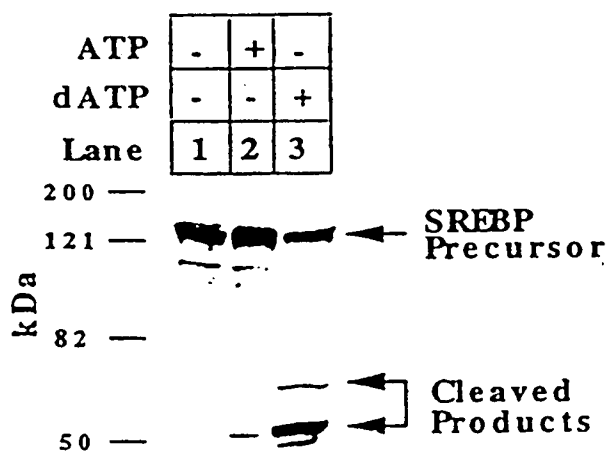 ATP - + -
dATP - - +
Lane 1 2 3
200
121
82
50
kDa
SREBP
Precursor
Cleaved
Products